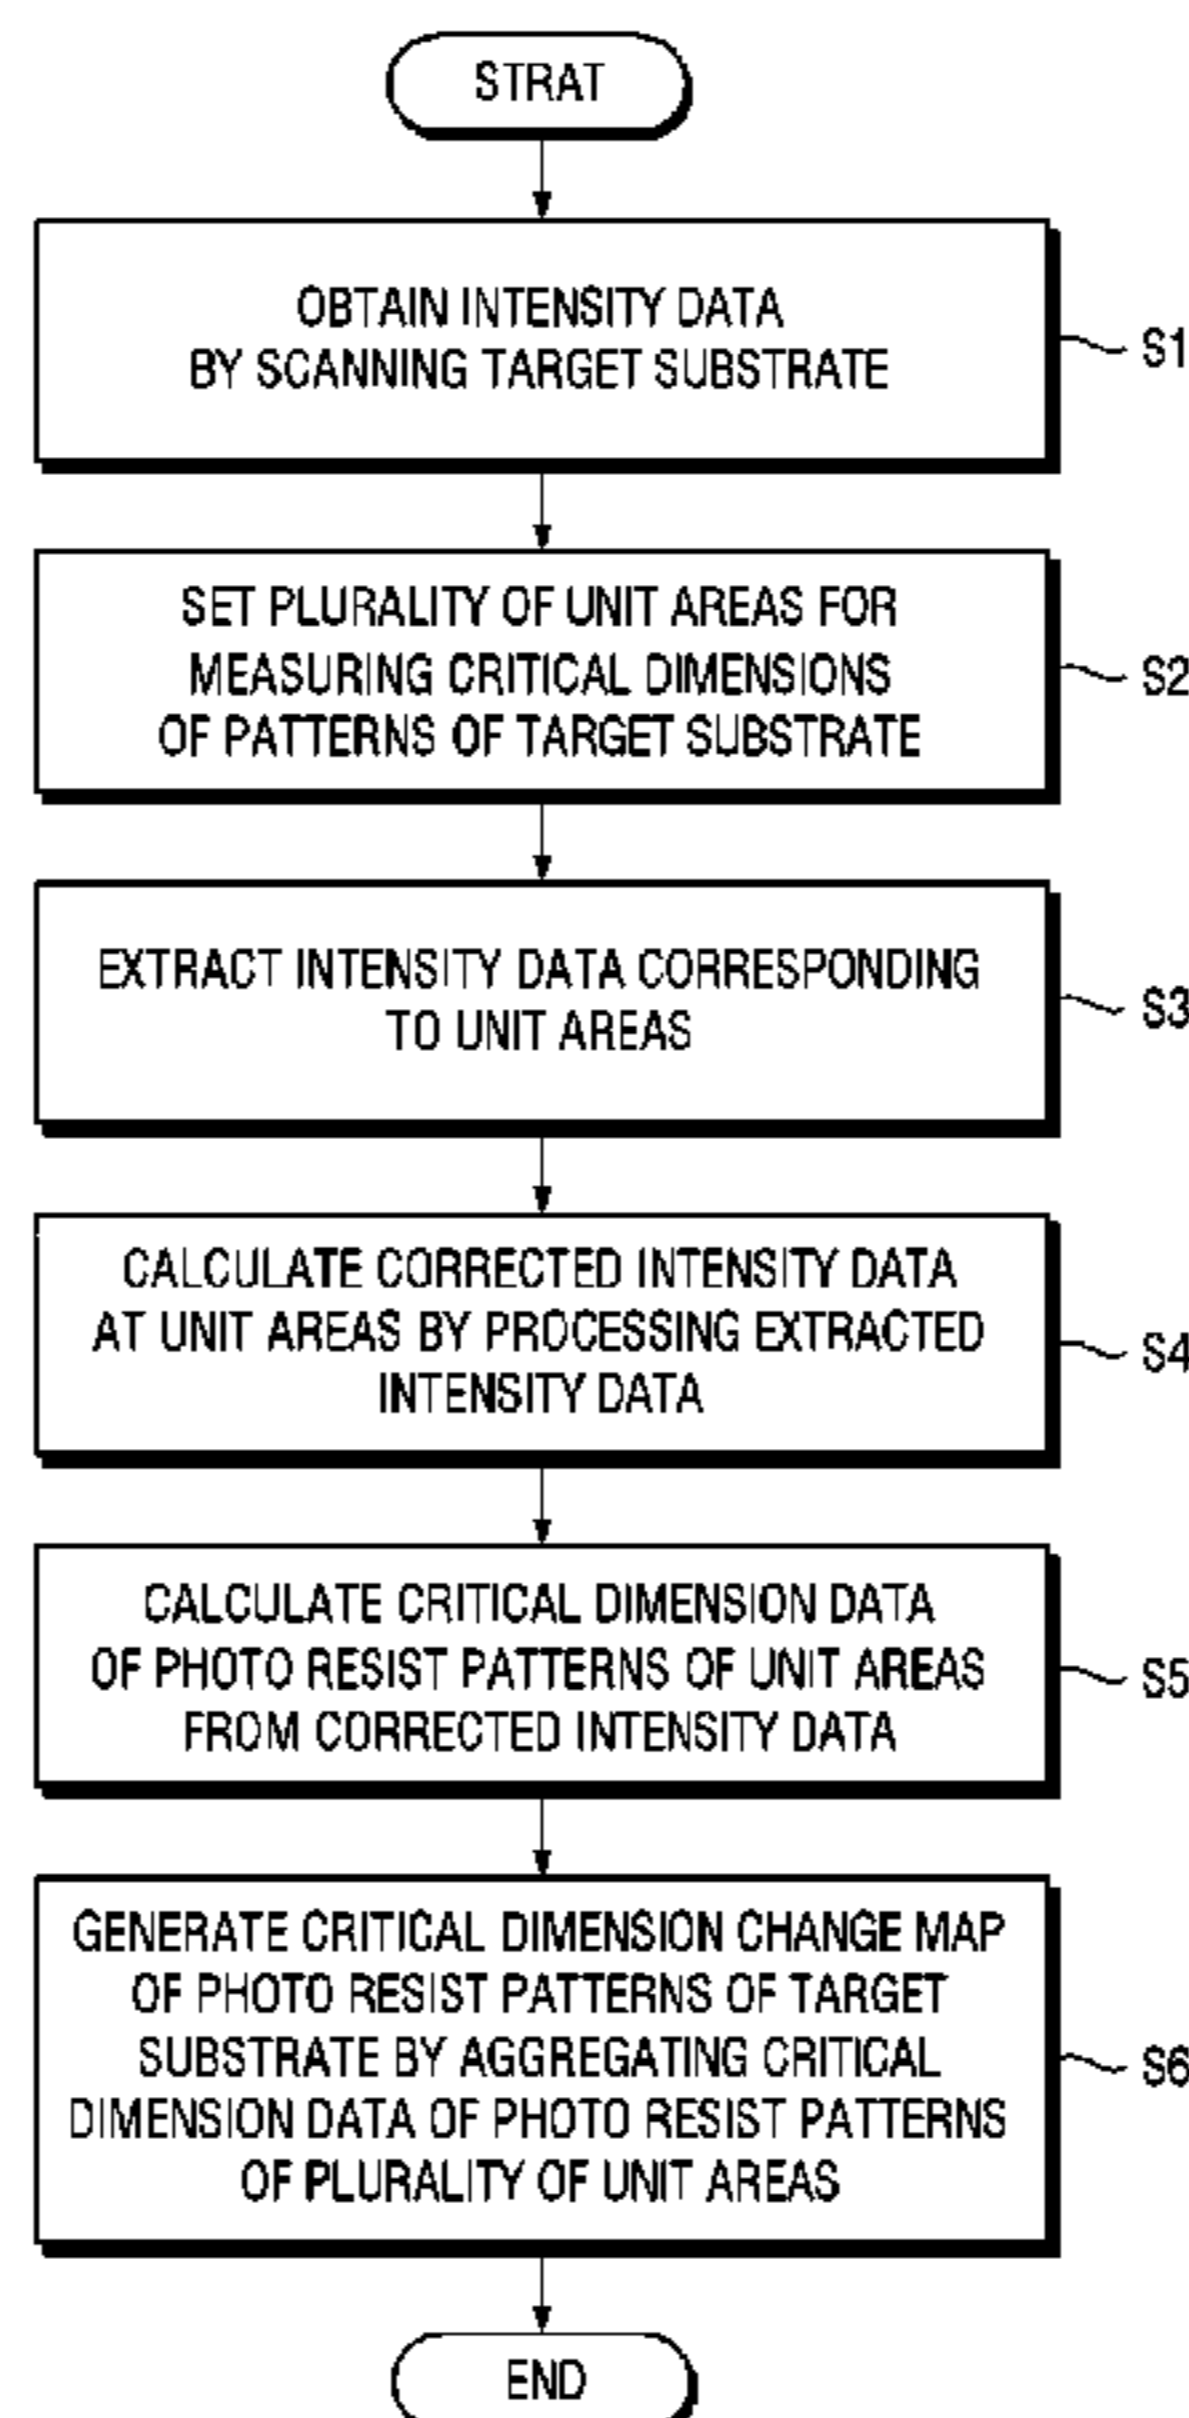 STRAT
OBTAIN INTENSITY DATA
BY SCANNING TARGET SUBSTRATE
S1
SET PLURALITY OF UNIT AREAS FOR
MEASURING CRITICAL DIMENSIONS
OF PATTERNS OF TARGET SUBSTRATE
S2
EXTRACT INTENSITY DATA CORRESPONDING
TO UNIT AREAS
S3
CALCULATE CORRECTED INTENSITY DATA
AT UNIT AREAS BY PROCESSING EXTRACTED
INTENSITY DATA
S4
CALCULATE CRITICAL DIMENSION DATA
OF PHOTO RESIST PATTERNS OF UNIT AREAS
FROM CORRECTED INTENSITY DATA
S5
GENERATE CRITICAL DIMENSION CHANGE MAP
OF PHOTO RESIST PATTERNS OF TARGET
SUBSTRATE BY AGGREGATING CRITICAL
DIMENSION DATA OF PHOTO RESIST PATTERNS
OF PLURALITY OF UNIT AREAS
S6
END